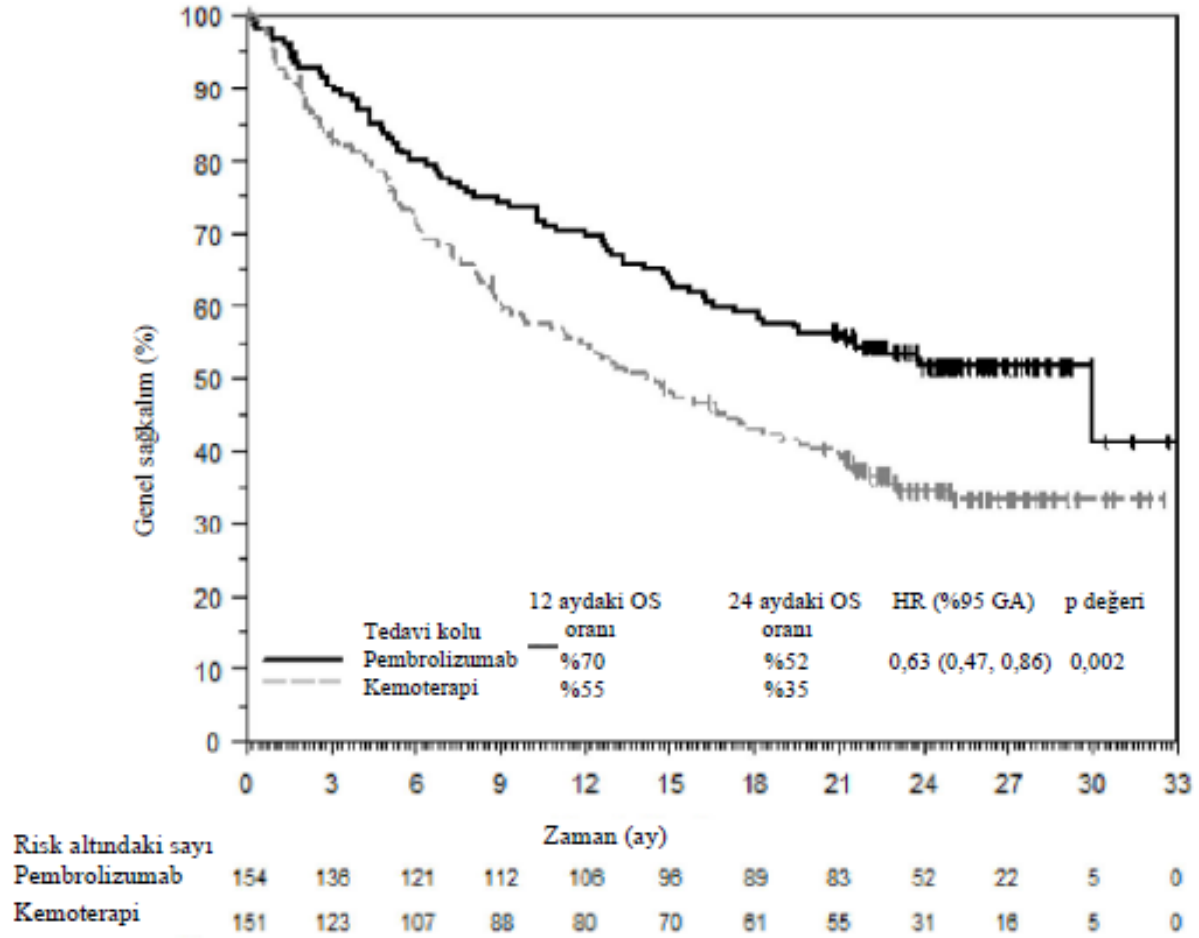 Genel sağkalım (%)
100
90
80
70
60
50
40
30
20
10
0
12 aydaki OS oranı
24 aydaki OS oranı
HR (%95 GA)
p değeri
Tedavi kolu
Pembrolizumab %70 %52 0,63 (0,47, 0,86) 0,002
Kemoterapi %55 %35
0 3 6 9 12 15 18 21 24 27 30 33
Zaman (ay)
Risk altındaki sayı
Pembrolizumab 154 136 121 112 106 96 89 83 52 22 5 0
Kemoterapi 151 123 107 88 80 70 61 55 31 16 5 0